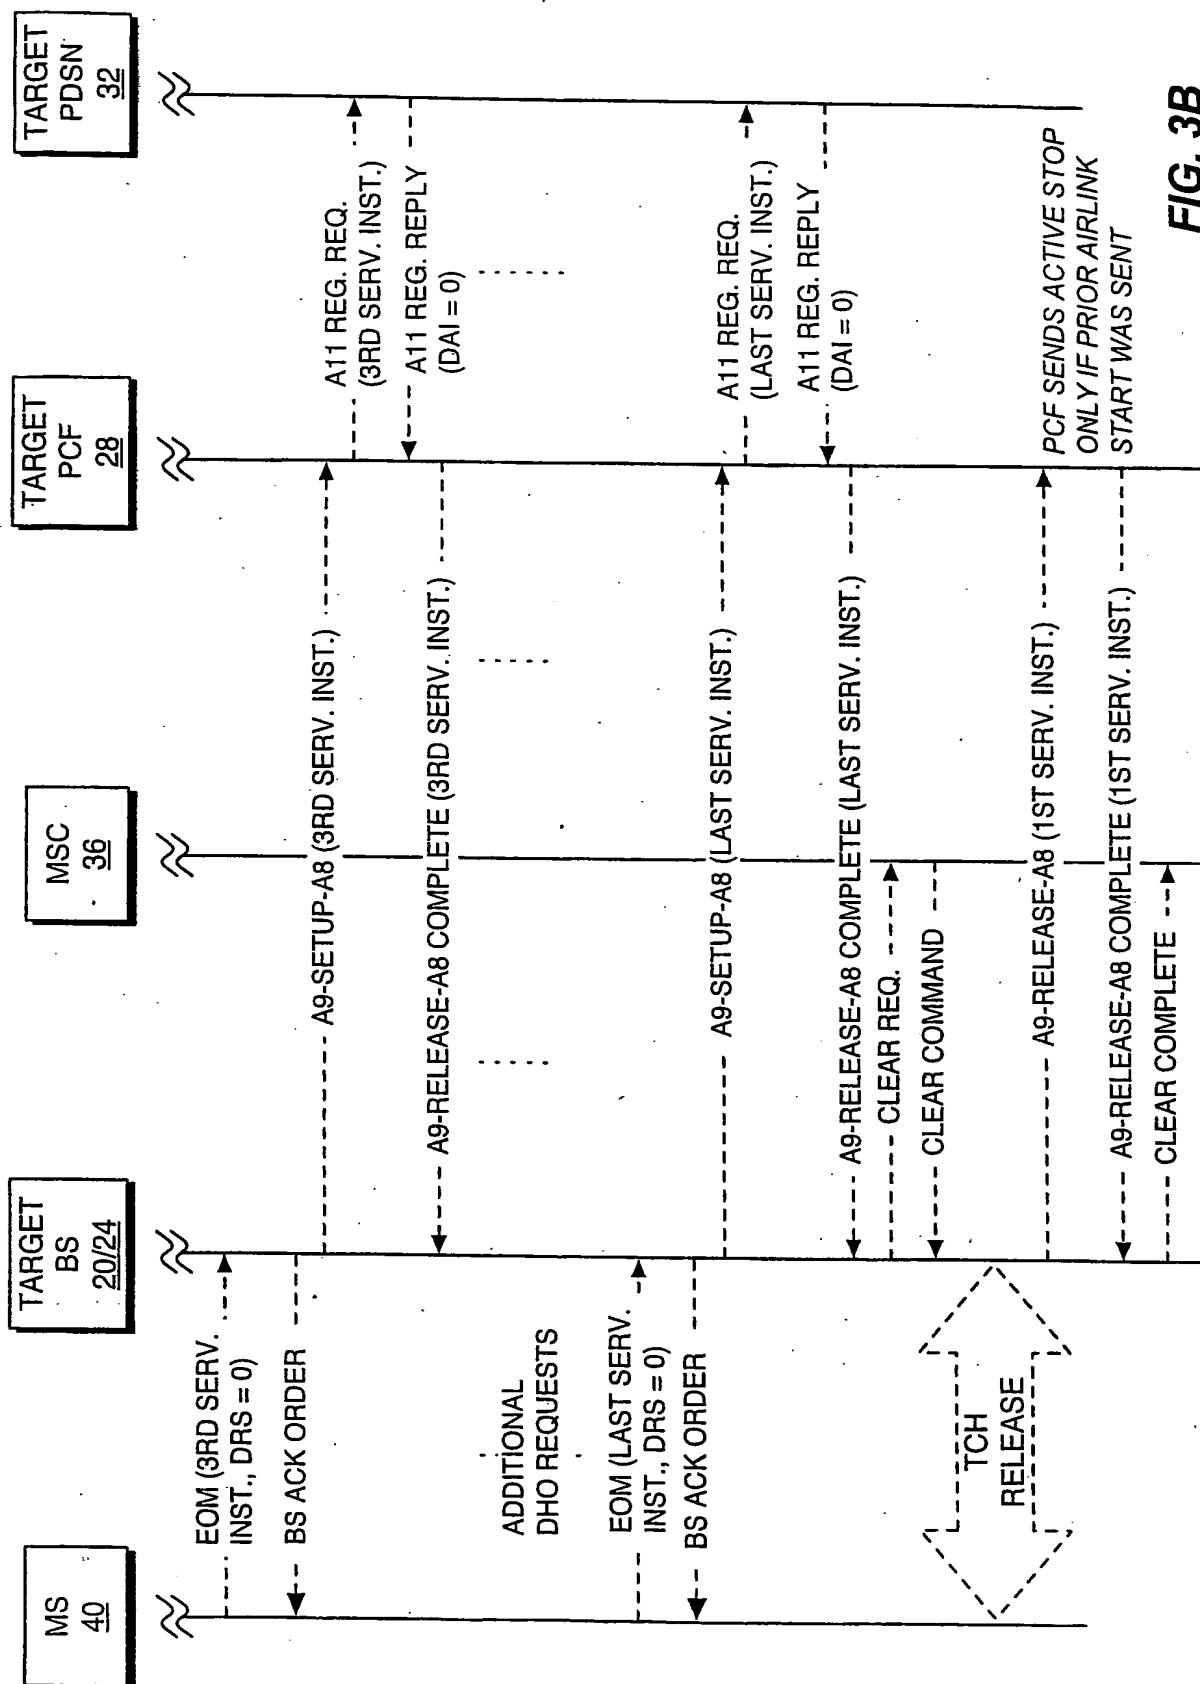 MS
40
TARGET
BS
20/24
MSC
36
TARGET
PCF
28
TARGET
PDSN
32
EOM (3RD SERV.
INST., DRS = 0)
BS ACK ORDER
A9-SETUP-A8 (3RD SERV. INST.)
A11 REG. REQ.
(3RD SERV. INST.)
A11 REG. REPLY
(DAI = 0)
A9-RELEASE-A8 COMPLETE (3RD SERV. INST.)
ADDITIONAL
DHO REQUESTS
EOM (LAST SERV.
INST., DRS = 0)
BS ACK ORDER
A9-SETUP-A8 (LAST SERV. INST.)
A11 REG. REQ.
(LAST SERV. INST.)
A11 REG. REPLY
(DAI = 0)
A9-RELEASE-A8 COMPLETE (LAST SERV. INST.)
CLEAR REQ.
CLEAR COMMAND
TCH
RELEASE
A9-RELEASE-A8 (1ST SERV. INST.)
PCF SENDS ACTIVE STOP
ONLY IF PRIOR AIRLINK
START WAS SENT
A9-RELEASE-A8 COMPLETE (1ST SERV. INST.)
CLEAR COMPLETE
FIG. 3B